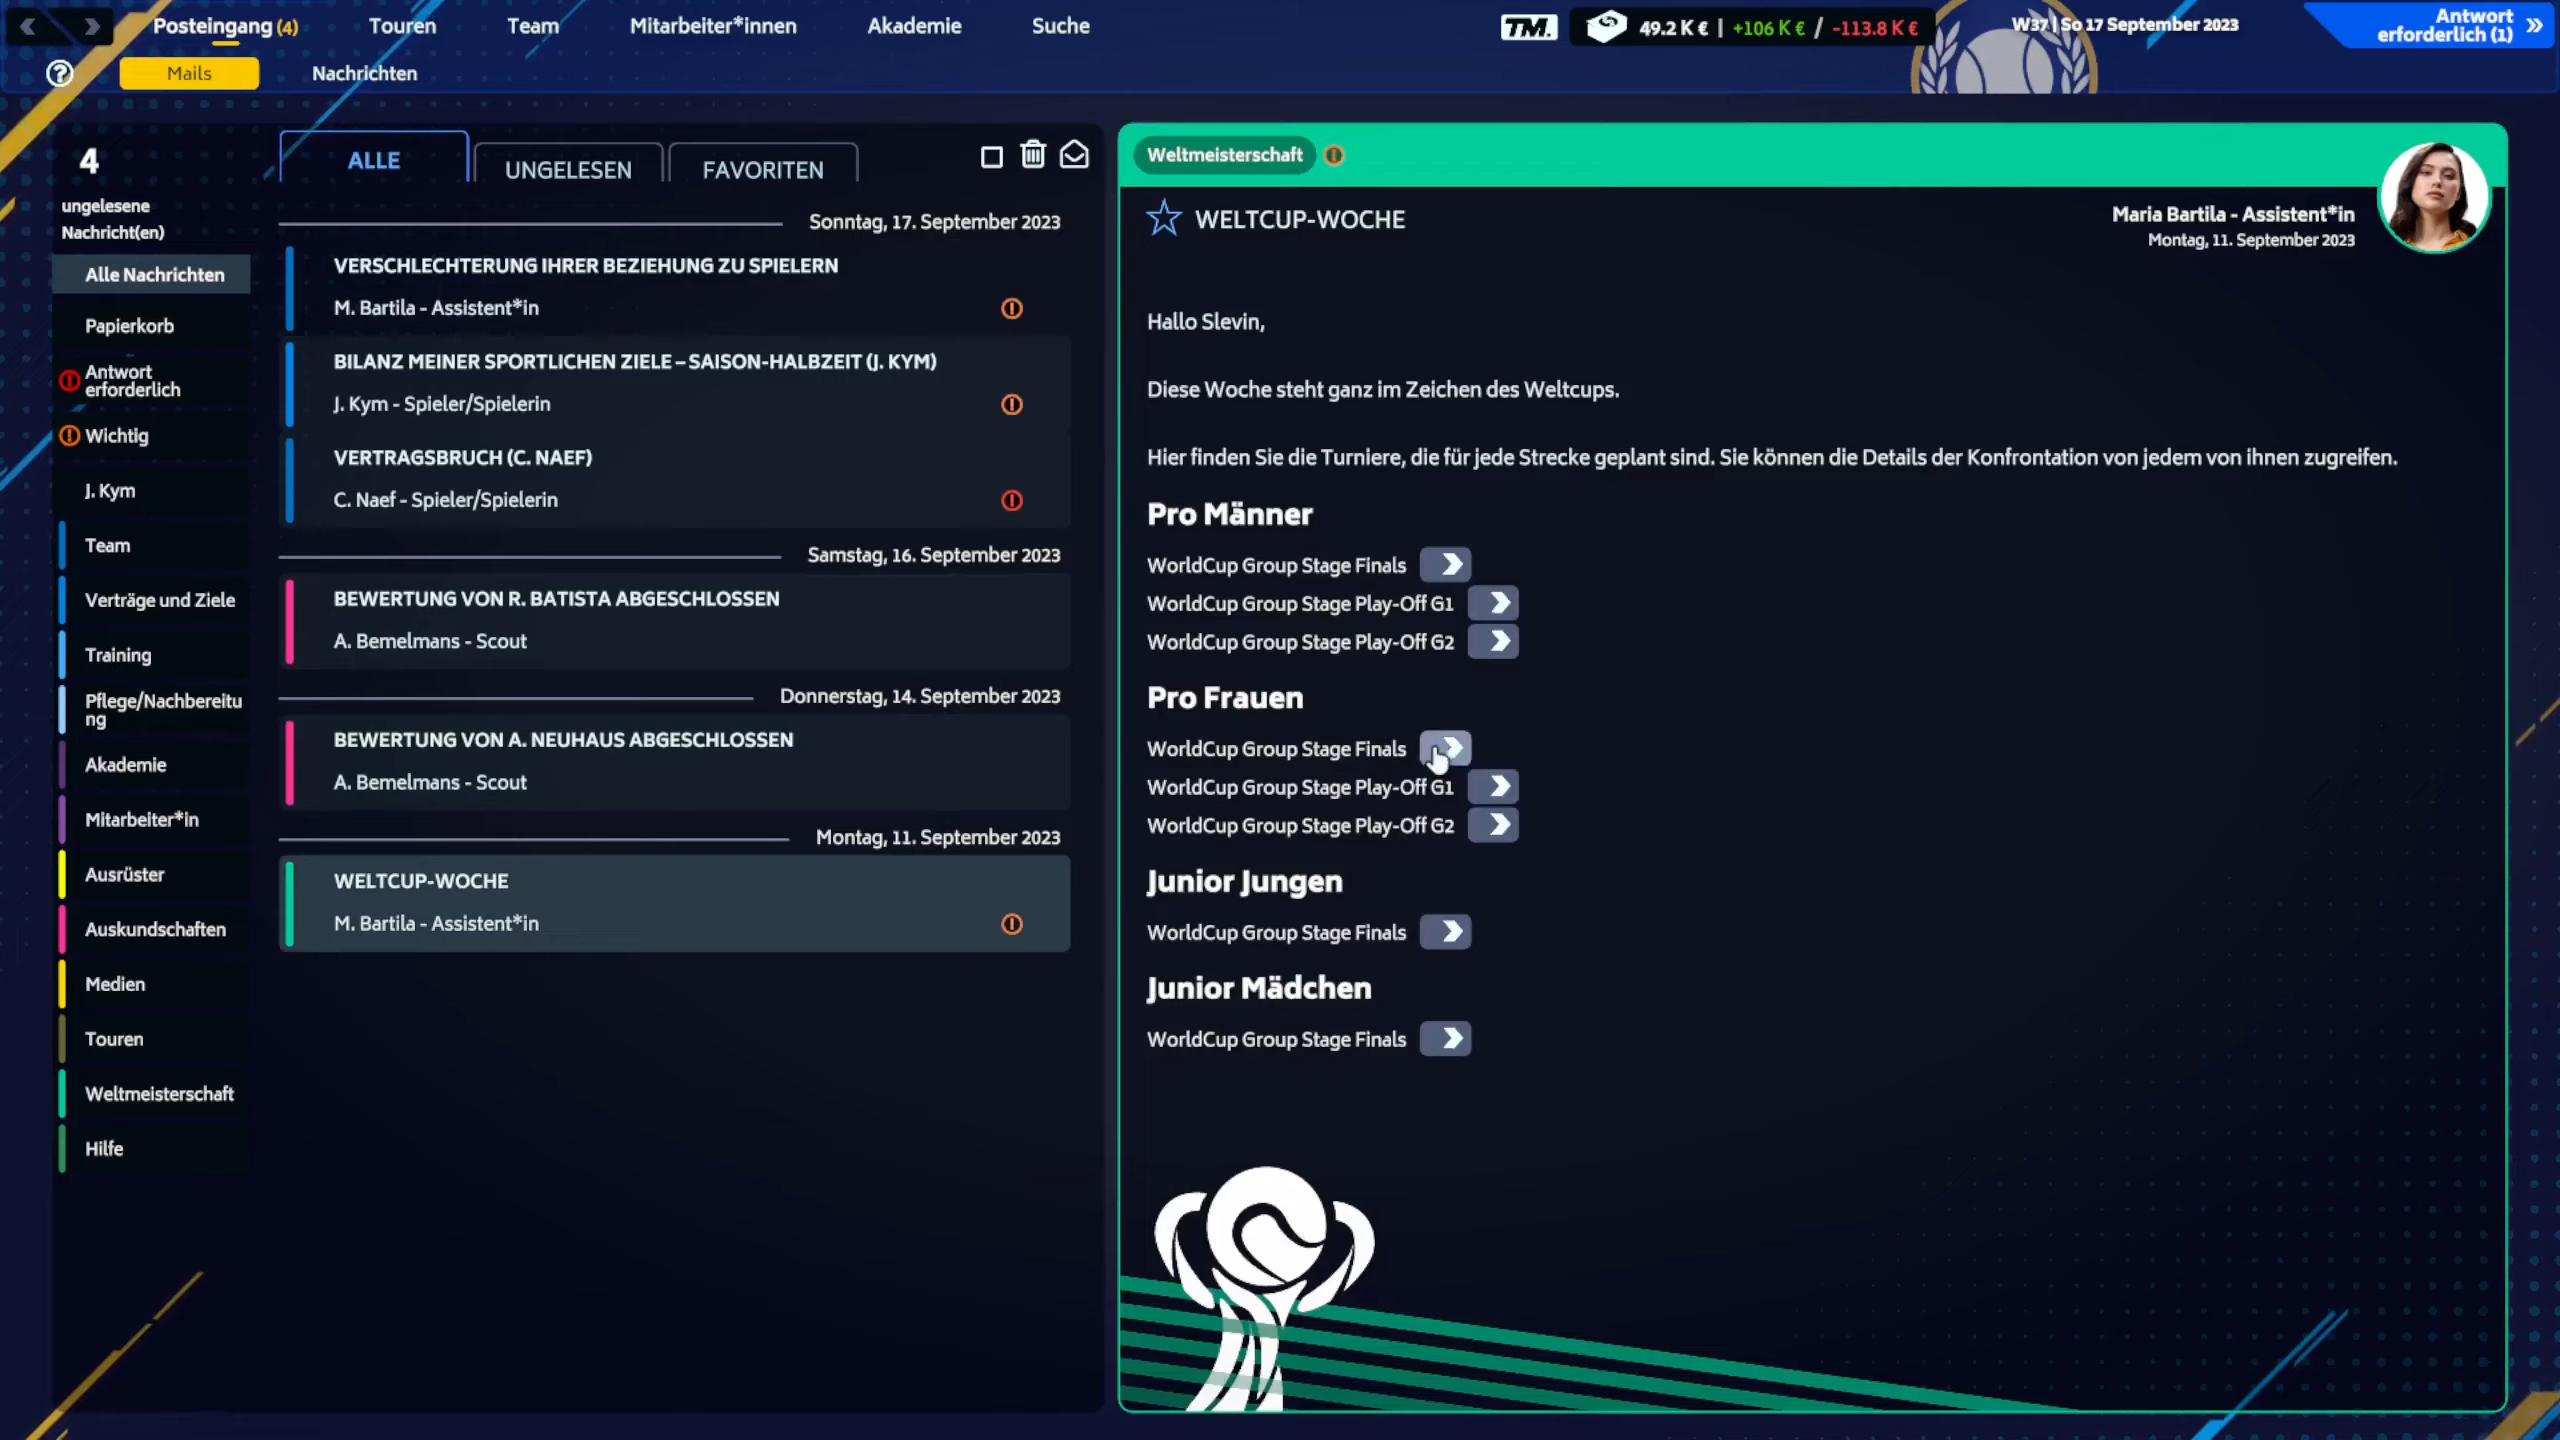 Posteingang (4)
Touren
Team
Mitarbeiter*innen
Akademie
Suche
TM.
49.2 K € | +106 K € / -113.8 K €
W37 | So 17 September 2023
Antwort
erforderlich (1)
Mails
Nachrichten
4
ungelesene
Nachricht(en)
Alle Nachrichten
Papierkorb
Antwort
erforderlich
Wichtig
J. Kym
Team
Verträge und Ziele
Training
Pflege/Nachbereitu
ng
Akademie
Mitarbeiter*in
Ausrüster
Auskundschaften
Medien
Touren
Weltmeisterschaft
Hilfe
ALLE
UNGELESEN
FAVORITEN
Sonntag, 17. September 2023
VERSCHLECHTERUNG IHRER BEZIEHUNG ZU SPIELERN
M. Bartila - Assistent*in
BILANZ MEINER SPORTLICHEN ZIELE – SAISON-HALBZEIT (J. KYM)
J. Kym - Spieler/Spielerin
VERTRAGSBRUCH (C. NAEF)
C. Naef - Spieler/Spielerin
Samstag, 16. September 2023
BEWERTUNG VON R. BATISTA ABGESCHLOSSEN
A. Bemelmans - Scout
Donnerstag, 14. September 2023
BEWERTUNG VON A. NEUHAUS ABGESCHLOSSEN
A. Bemelmans - Scout
Montag, 11. September 2023
WELTCUP-WOCHE
M. Bartila - Assistent*in
Weltmeisterschaft
WELTCUP-WOCHE
Maria Bartila - Assistent*in
Montag, 11. September 2023
Hallo Slevin,
Diese Woche steht ganz im Zeichen des Weltcups.
Hier finden Sie die Turniere, die für jede Strecke geplant sind. Sie können die Details der Konfrontation von jedem von ihnen zugreifen.
Pro Männer
WorldCup Group Stage Finals
WorldCup Group Stage Play-Off G1
WorldCup Group Stage Play-Off G2
Pro Frauen
WorldCup Group Stage Finals
WorldCup Group Stage Play-Off G1
WorldCup Group Stage Play-Off G2
Junior Jungen
WorldCup Group Stage Finals
Junior Mädchen
WorldCup Group Stage Finals